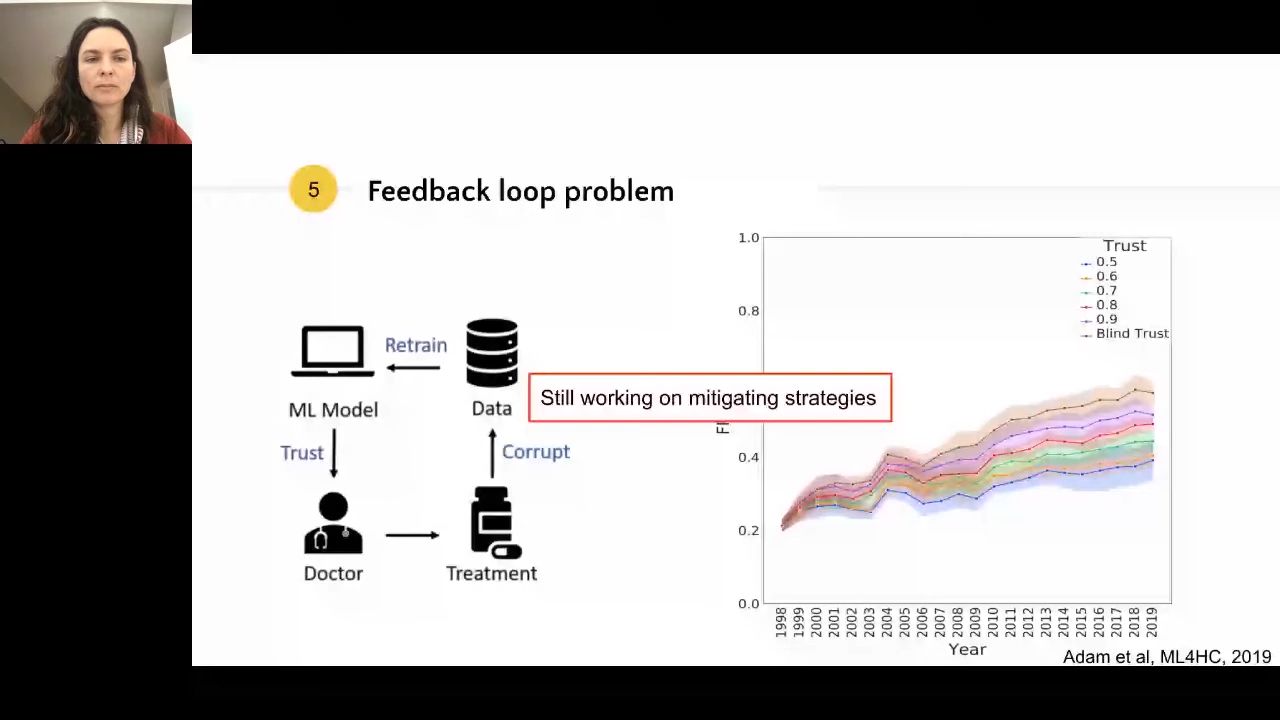 5
Feedback loop problem
Retrain
ML Model
Data
Trust
Corrupt
Doctor
Treatment
Still working on mitigating strategies
1.0
0.8
0.4
0.2
0.0
Trust
0.5
0.6
0.7
0.8
0.9
Blind Trust
1998
1999
2000
2001
2002
2003
2004
2005
2006
2007
2008
2009
2010
2011
2012
2013
2014
2015
2016
2017
2018
2019
Year
Adam et al, ML4HC, 2019